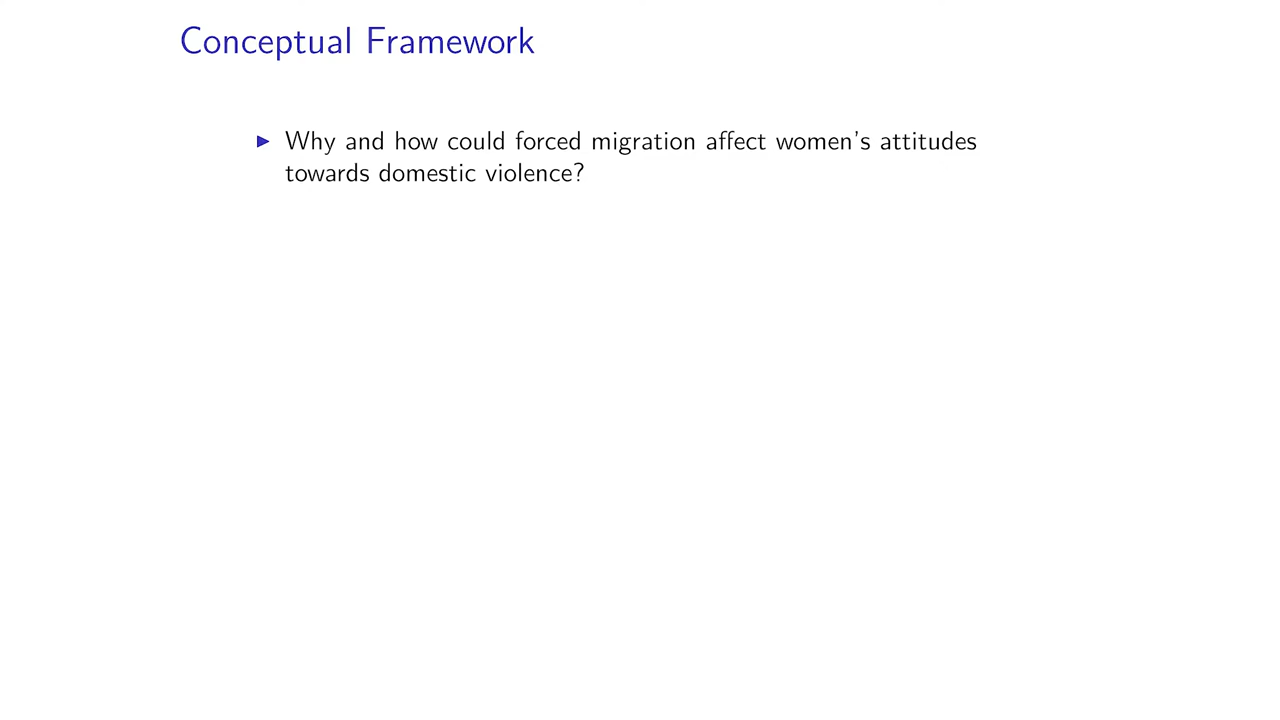 Conceptual Framework
Why and how could forced migration affect women's attitudes
towards domestic violence?